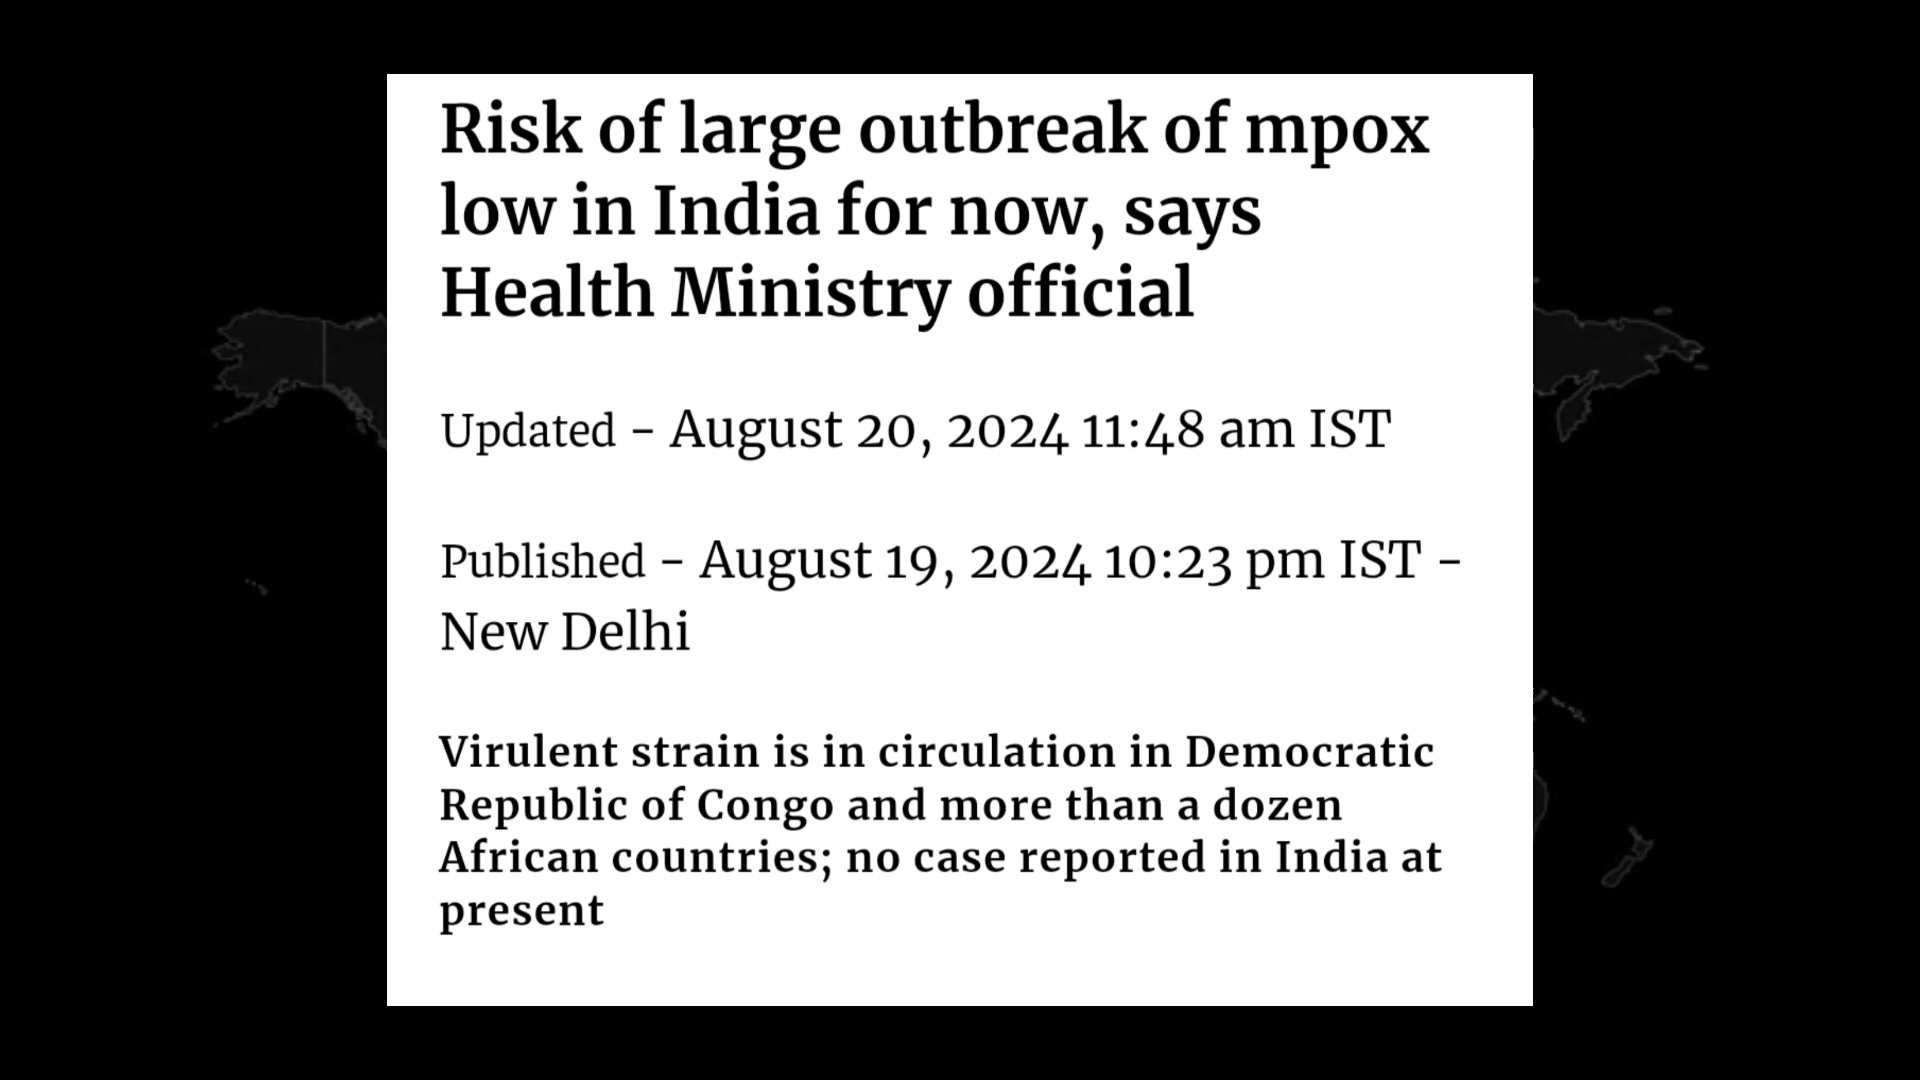 Risk of large outbreak of mpox
low in India for now, says
Health Ministry official
Updated - August 20, 2024 11:48 am IST
Published - August 19, 2024 10:23 pm IST -
New Delhi
Virulent strain is in circulation in Democratic
Republic of Congo and more than a dozen
African countries; no case reported in India at
present